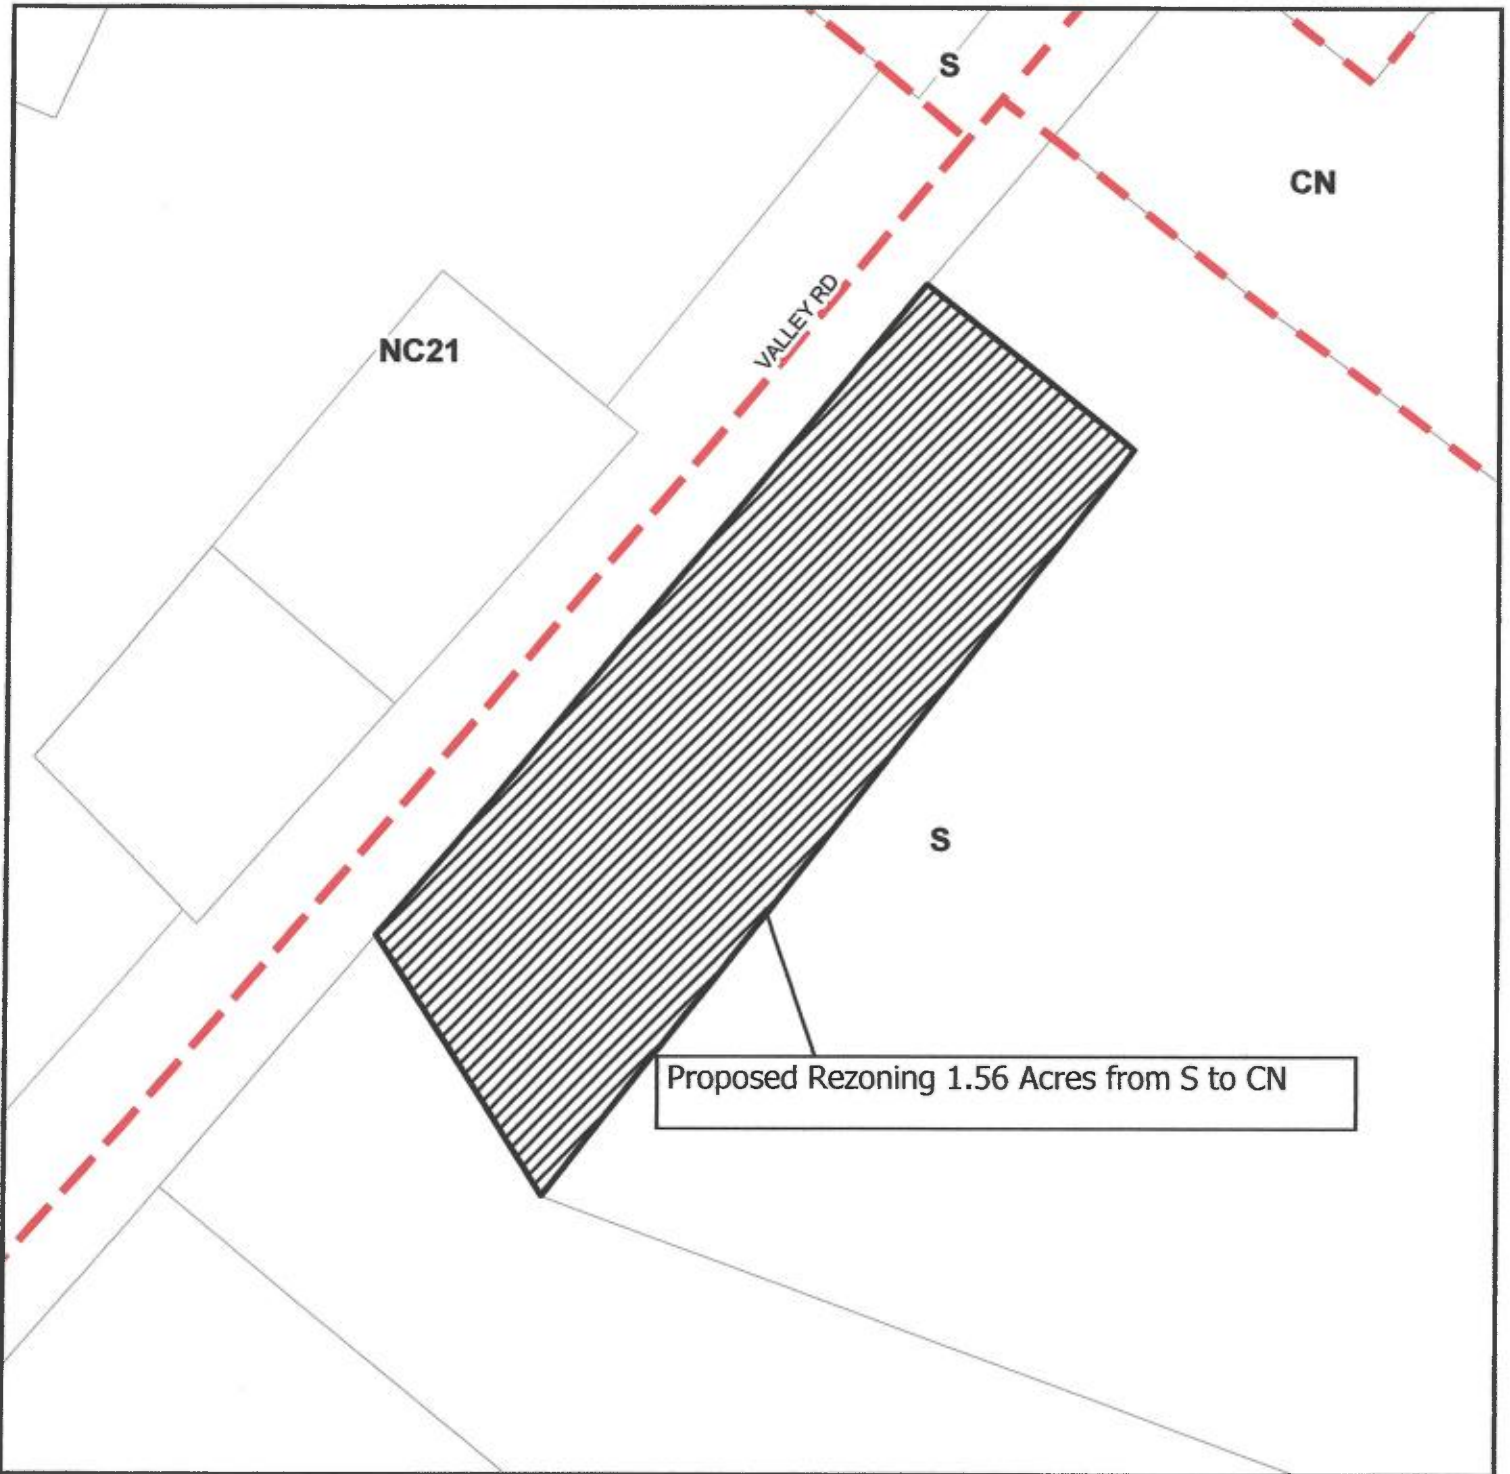 S
CN
VALLEY RD
NC21
S
Proposed Rezoning 1.56 Acres from S to CN